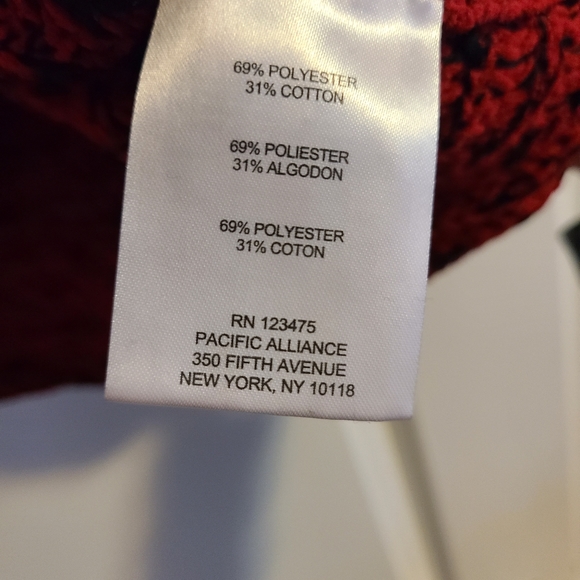 69% POLYESTER
31% COTTON
69% POLIESTER
31% ALGODON
69% POLYESTER
31% COTON
RN 123475
PACIFIC ALLIANCE
350 FIFTH AVENUE
NEW YORK, NY 10118